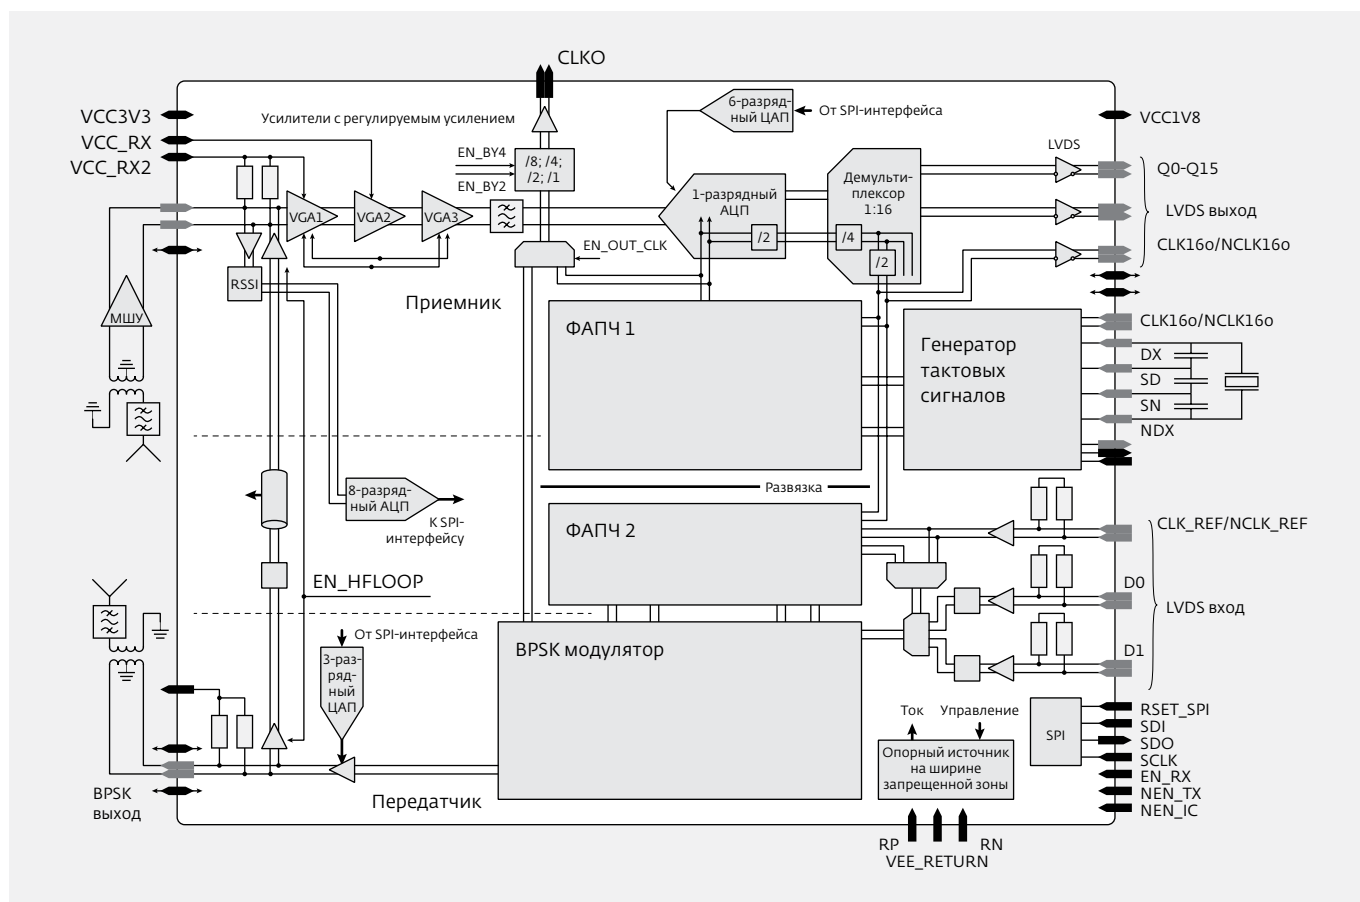 CLKO
VCC3V3
VCC_RX
VCC_RX2
Усилители с регулируемым усилением
EN_BY4
EN_BY2
/8; /4;
/2; /1
6-разряд-
ный ЦАП
От SPI-интерфейса
VCC1V8
LVDS
Q0-Q15
LVDS выход
CLK16o/NCLK16o
VGA1
VGA2
VGA3
1-разрядный
АЦП
/2
Демульти-
плексор
1:16
/4
/2
EN_OUT_CLK
RSSI
Приемник
МШУ
ФАПЧ 1
Генератор
тактовых
сигналов
CLK16o/NCLK16o
DX
SD
SN
NDX
8-разряд-
ный АЦП
К SPI-
интерфейсу
Развязка
ФАПЧ 2
CLK_REF/NCLK_REF
D0
LVDS вход
D1
EN_HFLOOP
От SPI-интерфейса
3-раз-
ряд-
ный
ЦАП
BPSK модулятор
Ток
Управление
Опорный источник
на ширине
запрещенной зоны
SPI
RSET_SPI
SDI
SDO
SCLK
EN_RX
NEN_TX
NEN_IC
BPSK
выход
Передатчик
RP
RN
VEE_RETURN